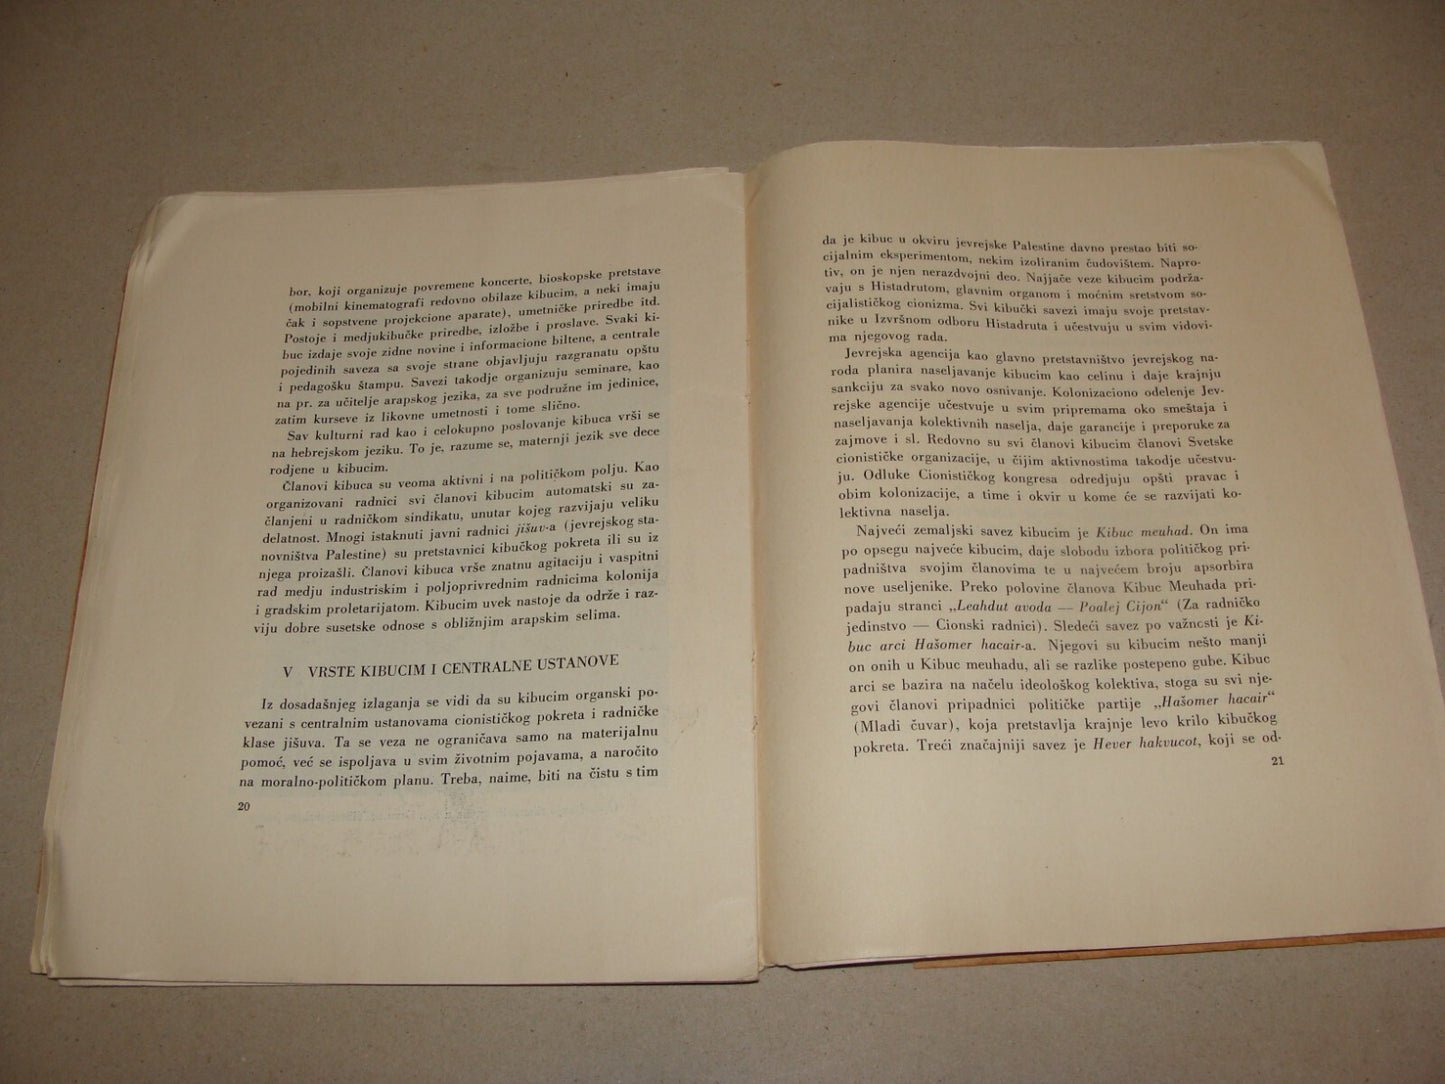 bor, koji organizuje povremene koncerte, bioskopske pretstave
(mobilni kinematografi redovno obilaze kibucim, a neki imaju
čak i sopstvene projekcione aparate), umetničke priredbe itd.
Postoje i medjukibučke priredbe, izložbe i proslave. Svaki ki-
buc izdaje svoje zidne novine i informacione biltene, a centrale
pojedinih saveza sa svoje strane objavljuju razgranatu opštu
i pedagošku štampu. Savezi takodje organizuju seminare, kao
na pr. za učitelje arapskog jezika, za sve područne im jedinice,
zatim kurseve iz likovne umetnosti i tome slično.
Sav kulturni rad kao i celokupno poslovanje kibuca vrši se
na hebrejskom jeziku. To je, razume se, maternji jezik sve dece
rodjene u kibucim.
Članovi kibuca su veoma aktivni i na političkom polju. Kao
organizovani radnici svi članovi kibucim automatski su za-
članjeni u radničkom sindikatu, unutar kojeg razvijaju veliku
delatnost. Mnogi istaknuti javni radnici jišuv-a (jevrejskog sta-
novništva Palestine) su pretstavnici kibučkog pokreta ili su iz
njega proizašli. Članovi kibuca vrše znatnu agitaciju i vaspitni
rad medju industriskim i poljoprivrednim radnicima kolonija
i gradskim proletarijatom. Kibucim uvek nastoje da održe i raz-
viju dobre susetske odnose s obližnjim arapskim selima.
V VRSTE KIBUCIM I CENTRALNE USTANOVE
Iz dosadašnjeg izlaganja se vidi da su kibucim organski po-
vezani s centralnim ustanovama cionističkog pokreta i radničke
klase jišuva. Ta se veza ne ograničava samo na materijalnu
pomoć, već se ispoljava u svim životnim pojavama, a naročito
na moralno-političkom planu. Treba, naime, biti na čistu s tim
20
da je kibuc u okviru jevrejske Palestine davno prestao biti so-
cijalnim eksperimentom, nekim izoliranim čudovištem. Napro-
tiv, on je njen nerazdvojni deo. Najjače veze kibucim podrža-
vaju s Histadrutom, glavnim organom i moćnim sretstvom so-
cijalističkog cionizma. Svi kibučki savezi imaju svoje pretstav-
nike u Izvršnom odboru Histadruta i učestvuju u svim vidovi-
ma njegovog rada.
Jevrejska agencija kao glavno pretstavništvo jevrejskog na-
roda planira naseljavanje kibucim kao celinu i daje krajnju
sankciju za svako novo osnivanje. Kolonizaciono odelenje Jev-
rejske agencije učestvuje u svim pripremama oko smeštaja i
naseljavanja kolektivnih naselja, daje garancije i preporuke za
zajmove i sl. Redovno su svi članovi kibucim članovi Svetske
cionističke organizacije, u čijim aktivnostima takodje učestvu-
ju. Odluke Cionističkog kongresa odredjuju opšti pravac i
obim kolonizacije, a time i okvir u kome će se razvijati ko-
lektivna naselja.
Najveći zemaljski savez kibucim je Kibuc meuhad. On ima
po opsegu najveće kibucim, daje slobodu izbora političkog pri-
padništva svojim članovima te u najvećem broju apsorbira
nove useljenike. Preko polovine članova Kibuc Meuhada pri-
padaju stranci „Leahdut avoda — Poalej Cijon“ (Za radničko
jedinstvo — Cionski radnici). Sledeći savez po važnosti je Ki-
buc arci Hašomer hacair-a. Njegovi su kibucim nešto manji
on onih u Kibuc meuhadu, ali se razlike postepeno gube. Kibuc
arci se bazira na načelu ideološkog kolektiva, stoga su svi nje-
govi članovi pripadnici političke partije „Hašomer hacair“
(Mladi čuvar), koja pretstavlja krajnje levo krilo kibučkog
pokreta. Treći značajniji savez je Hever hakvucot, koji se od-
21